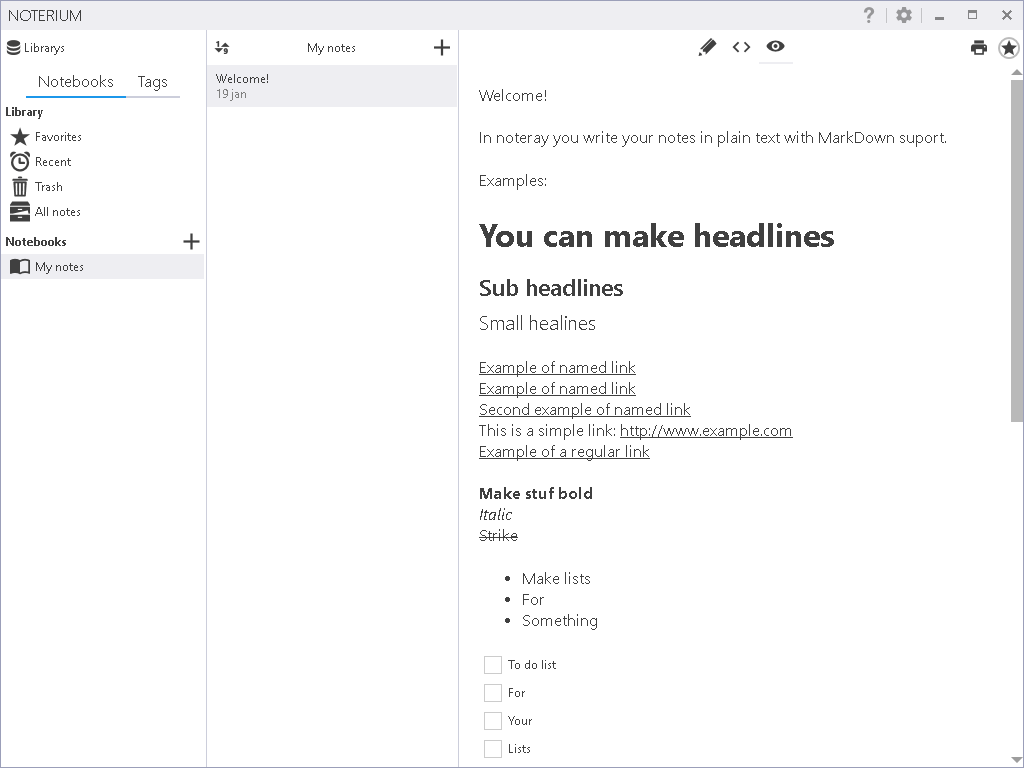 NOTERIUM
Librarys
Notebooks Tags
Library
Favorites
Recent
Trash
All notes
Notebooks
My notes
My notes
Welcome!
19 jan
Welcome!
In noteray you write your notes in plain text with MarkDown suport.
Examples:
You can make headlines
Sub headlines
Small healines
Example of named link
Example of named link
Second example of named link
This is a simple link: http://www.example.com
Example of a regular link
Make stuf bold
Italic
Strike
Make lists
For
Something
To do list
For
Your
Lists